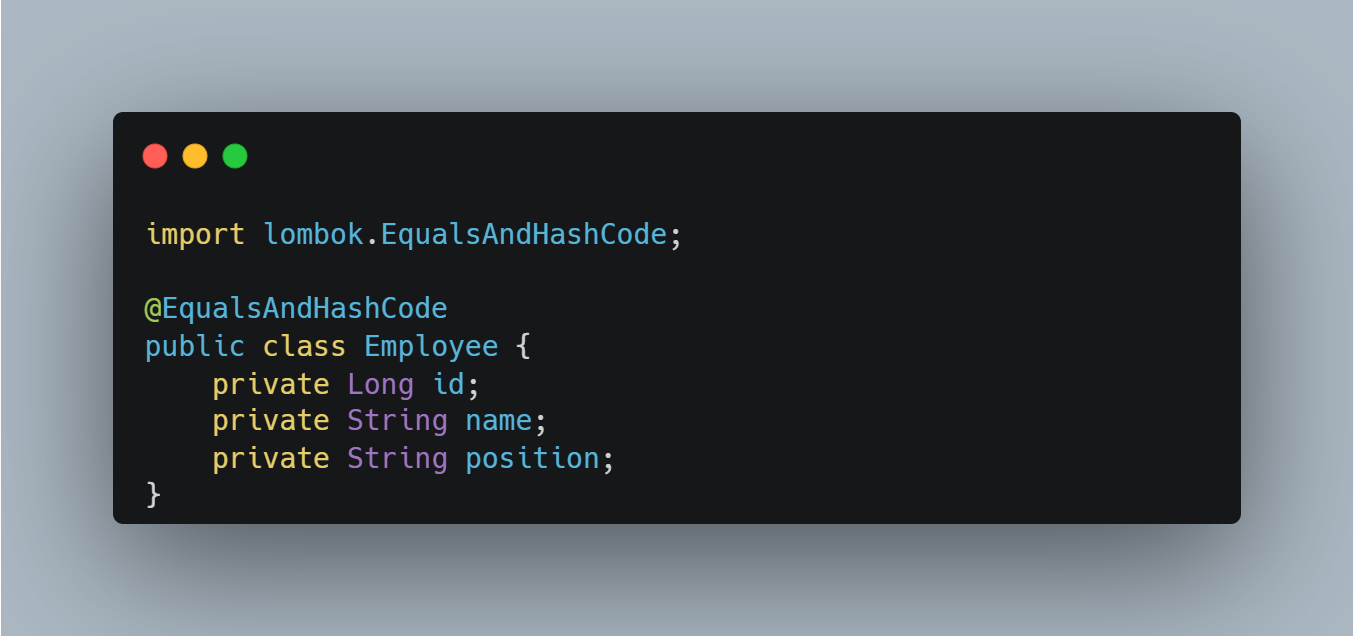 import lombok.EqualsAndHashCode;
@EqualsAndHashCode
public class Employee {
    private Long id;
    private String name;
    private String position;
}